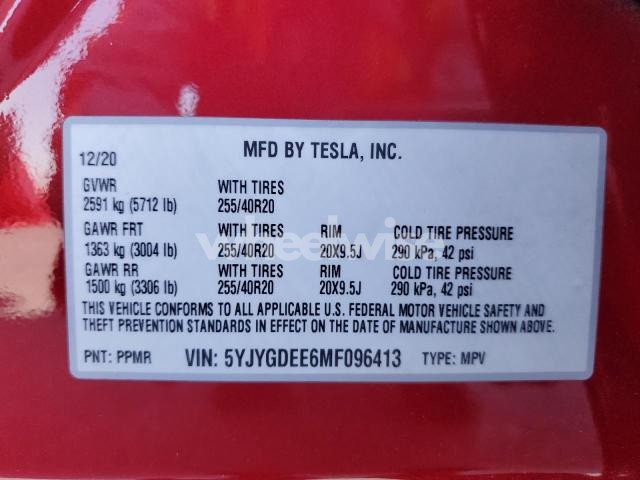 12/20 MFD BY TESLA, INC.
GVWR WITH TIRES
2591 kg (5712 lb) 255/40R20
GAWR FRT WITH TIRES RIM COLD TIRE PRESSURE
1363 kg (3004 lb) 255/40R20 20X9.5J 290 kPa, 42 psi
GAWR RR WITH TIRES RIM COLD TIRE PRESSURE
1500 kg (3306 lb) 255/40R20 20X9.5J 290 kPa, 42 psi
THIS VEHICLE CONFORMS TO ALL APPLICABLE U.S. FEDERAL MOTOR VEHICLE SAFETY AND
THEFT PREVENTION STANDARDS IN EFFECT ON THE DATE OF MANUFACTURE SHOWN ABOVE.
PNT: PPMR VIN: 5YJYGDEE6MF096413 TYPE: MPV
wheelwise